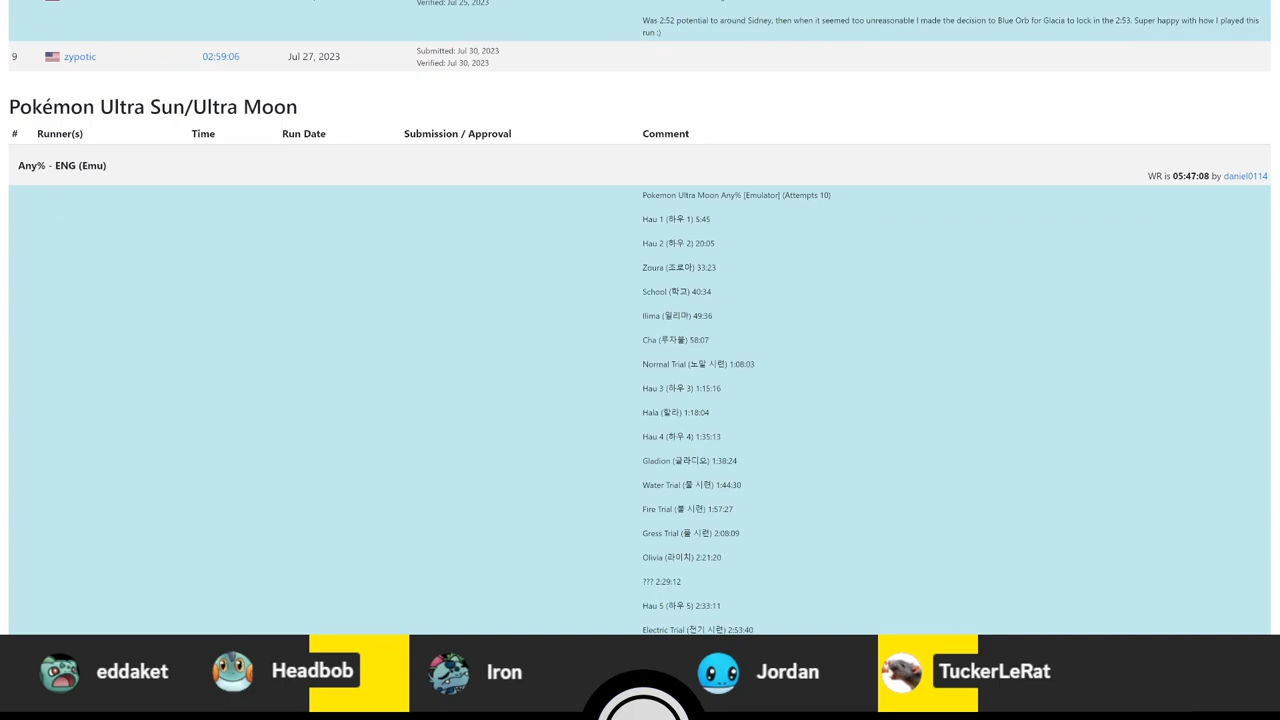 Verified: Jul 25, 2023
Was 2:52 potential to around Sidney, then when it seemed too unreasonable I made the decision to Blue Orb for Glacia to lock in the 2:53. Super happy with how I played this
run :)
9 zypotic 02:59:06 Jul 27, 2023 Submitted: Jul 30, 2023
Verified: Jul 30, 2023
Pokémon Ultra Sun/Ultra Moon
# Runner(s) Time Run Date Submission / Approval Comment
Any% - ENG (Emu)
WR is 05:47:08 by daniel0114
Pokemon Ultra Moon Any% [Emulator] (Attempts 10)
Hau 1 (하우 1) 5:45
Hau 2 (하우 2) 20:05
Zoura (조로아) 33:23
School (학교) 40:34
Ilima (일리마) 49:36
Cha (루자몰) 58:07
Normal Trial (노말 시련) 1:08:03
Hau 3 (하우 3) 1:15:16
Hala (할라) 1:18:04
Hau 4 (하우 4) 1:35:13
Gladion (글라디오) 1:38:24
Water Trial (물 시련) 1:44:30
Fire Trial (불 시련) 1:57:27
Gress Trial (풀 시련) 2:08:09
Olivia (라이치) 2:21:20
??? 2:29:12
Hau 5 (하우 5) 2:33:11
Electric Trial (전기 시련) 2:53:40
eddaket Headbob Iron Jordan TuckerLeRat